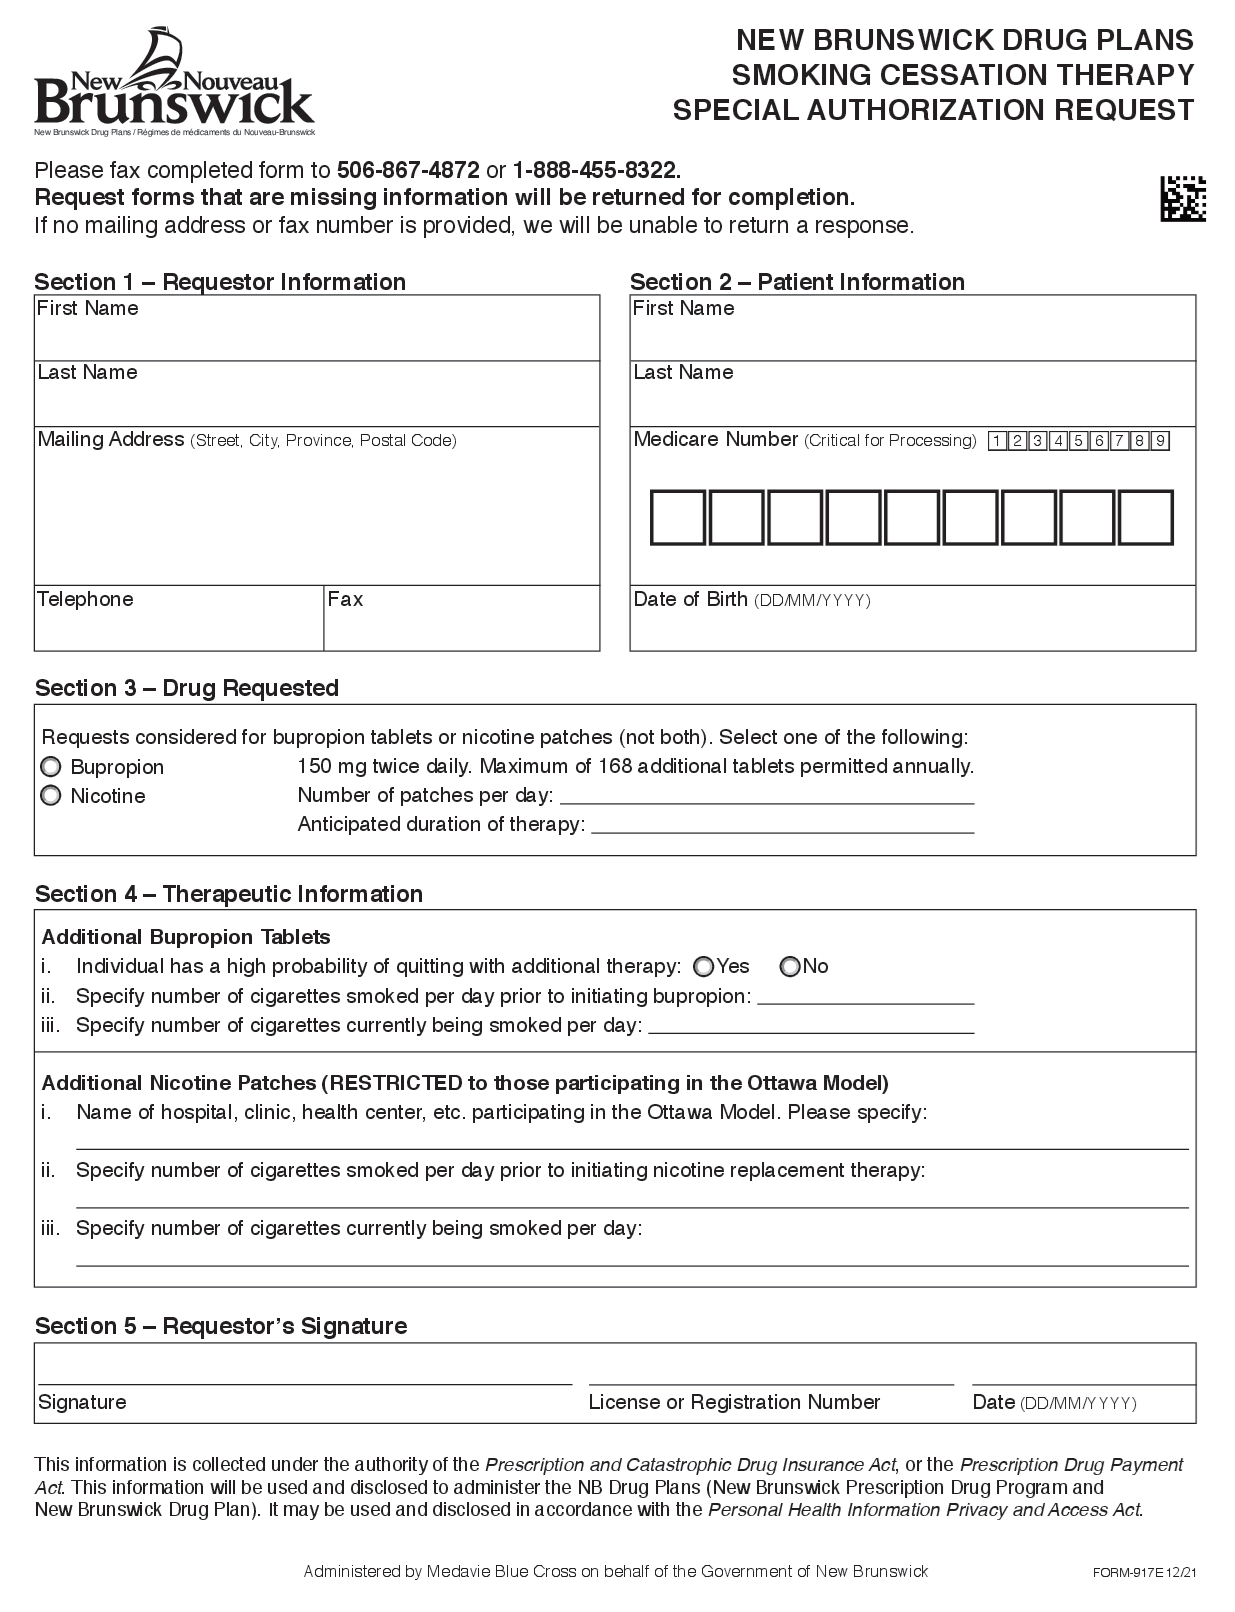 New Nouveau
Brunswick
New Brunswick Drug Plans / Régimes de médicaments du Nouveau-Brunswick
NEW BRUNSWICK DRUG PLANS
SMOKING CESSATION THERAPY
SPECIAL AUTHORIZATION REQUEST
Please fax completed form to 506-867-4872 or 1-888-455-8322.
Request forms that are missing information will be returned for completion.
If no mailing address or fax number is provided, we will be unable to return a response.
Section 1 – Requestor Information
First Name
Last Name
Mailing Address (Street, City, Province, Postal Code)
Telephone
Fax
Section 2 – Patient Information
First Name
Last Name
Medicare Number (Critical for Processing) 1 2 3 4 5 6 7 8 9
Date of Birth (DD/MM/YYYY)
Section 3 – Drug Requested
Requests considered for bupropion tablets or nicotine patches (not both). Select one of the following:
Bupropion 150 mg twice daily. Maximum of 168 additional tablets permitted annually.
Nicotine Number of patches per day:
Anticipated duration of therapy:
Section 4 – Therapeutic Information
Additional Bupropion Tablets
i. Individual has a high probability of quitting with additional therapy: Yes No
ii. Specify number of cigarettes smoked per day prior to initiating bupropion:
iii. Specify number of cigarettes currently being smoked per day:
Additional Nicotine Patches (RESTRICTED to those participating in the Ottawa Model)
i. Name of hospital, clinic, health center, etc. participating in the Ottawa Model. Please specify:
ii. Specify number of cigarettes smoked per day prior to initiating nicotine replacement therapy:
iii. Specify number of cigarettes currently being smoked per day:
Section 5 – Requestor’s Signature
Signature
License or Registration Number
Date (DD/MM/YYYY)
This information is collected under the authority of the Prescription and Catastrophic Drug Insurance Act, or the Prescription Drug Payment
Act. This information will be used and disclosed to administer the NB Drug Plans (New Brunswick Prescription Drug Program and
New Brunswick Drug Plan). It may be used and disclosed in accordance with the Personal Health Information Privacy and Access Act.
Administered by Medavie Blue Cross on behalf of the Government of New Brunswick
FORM-917E 12/21